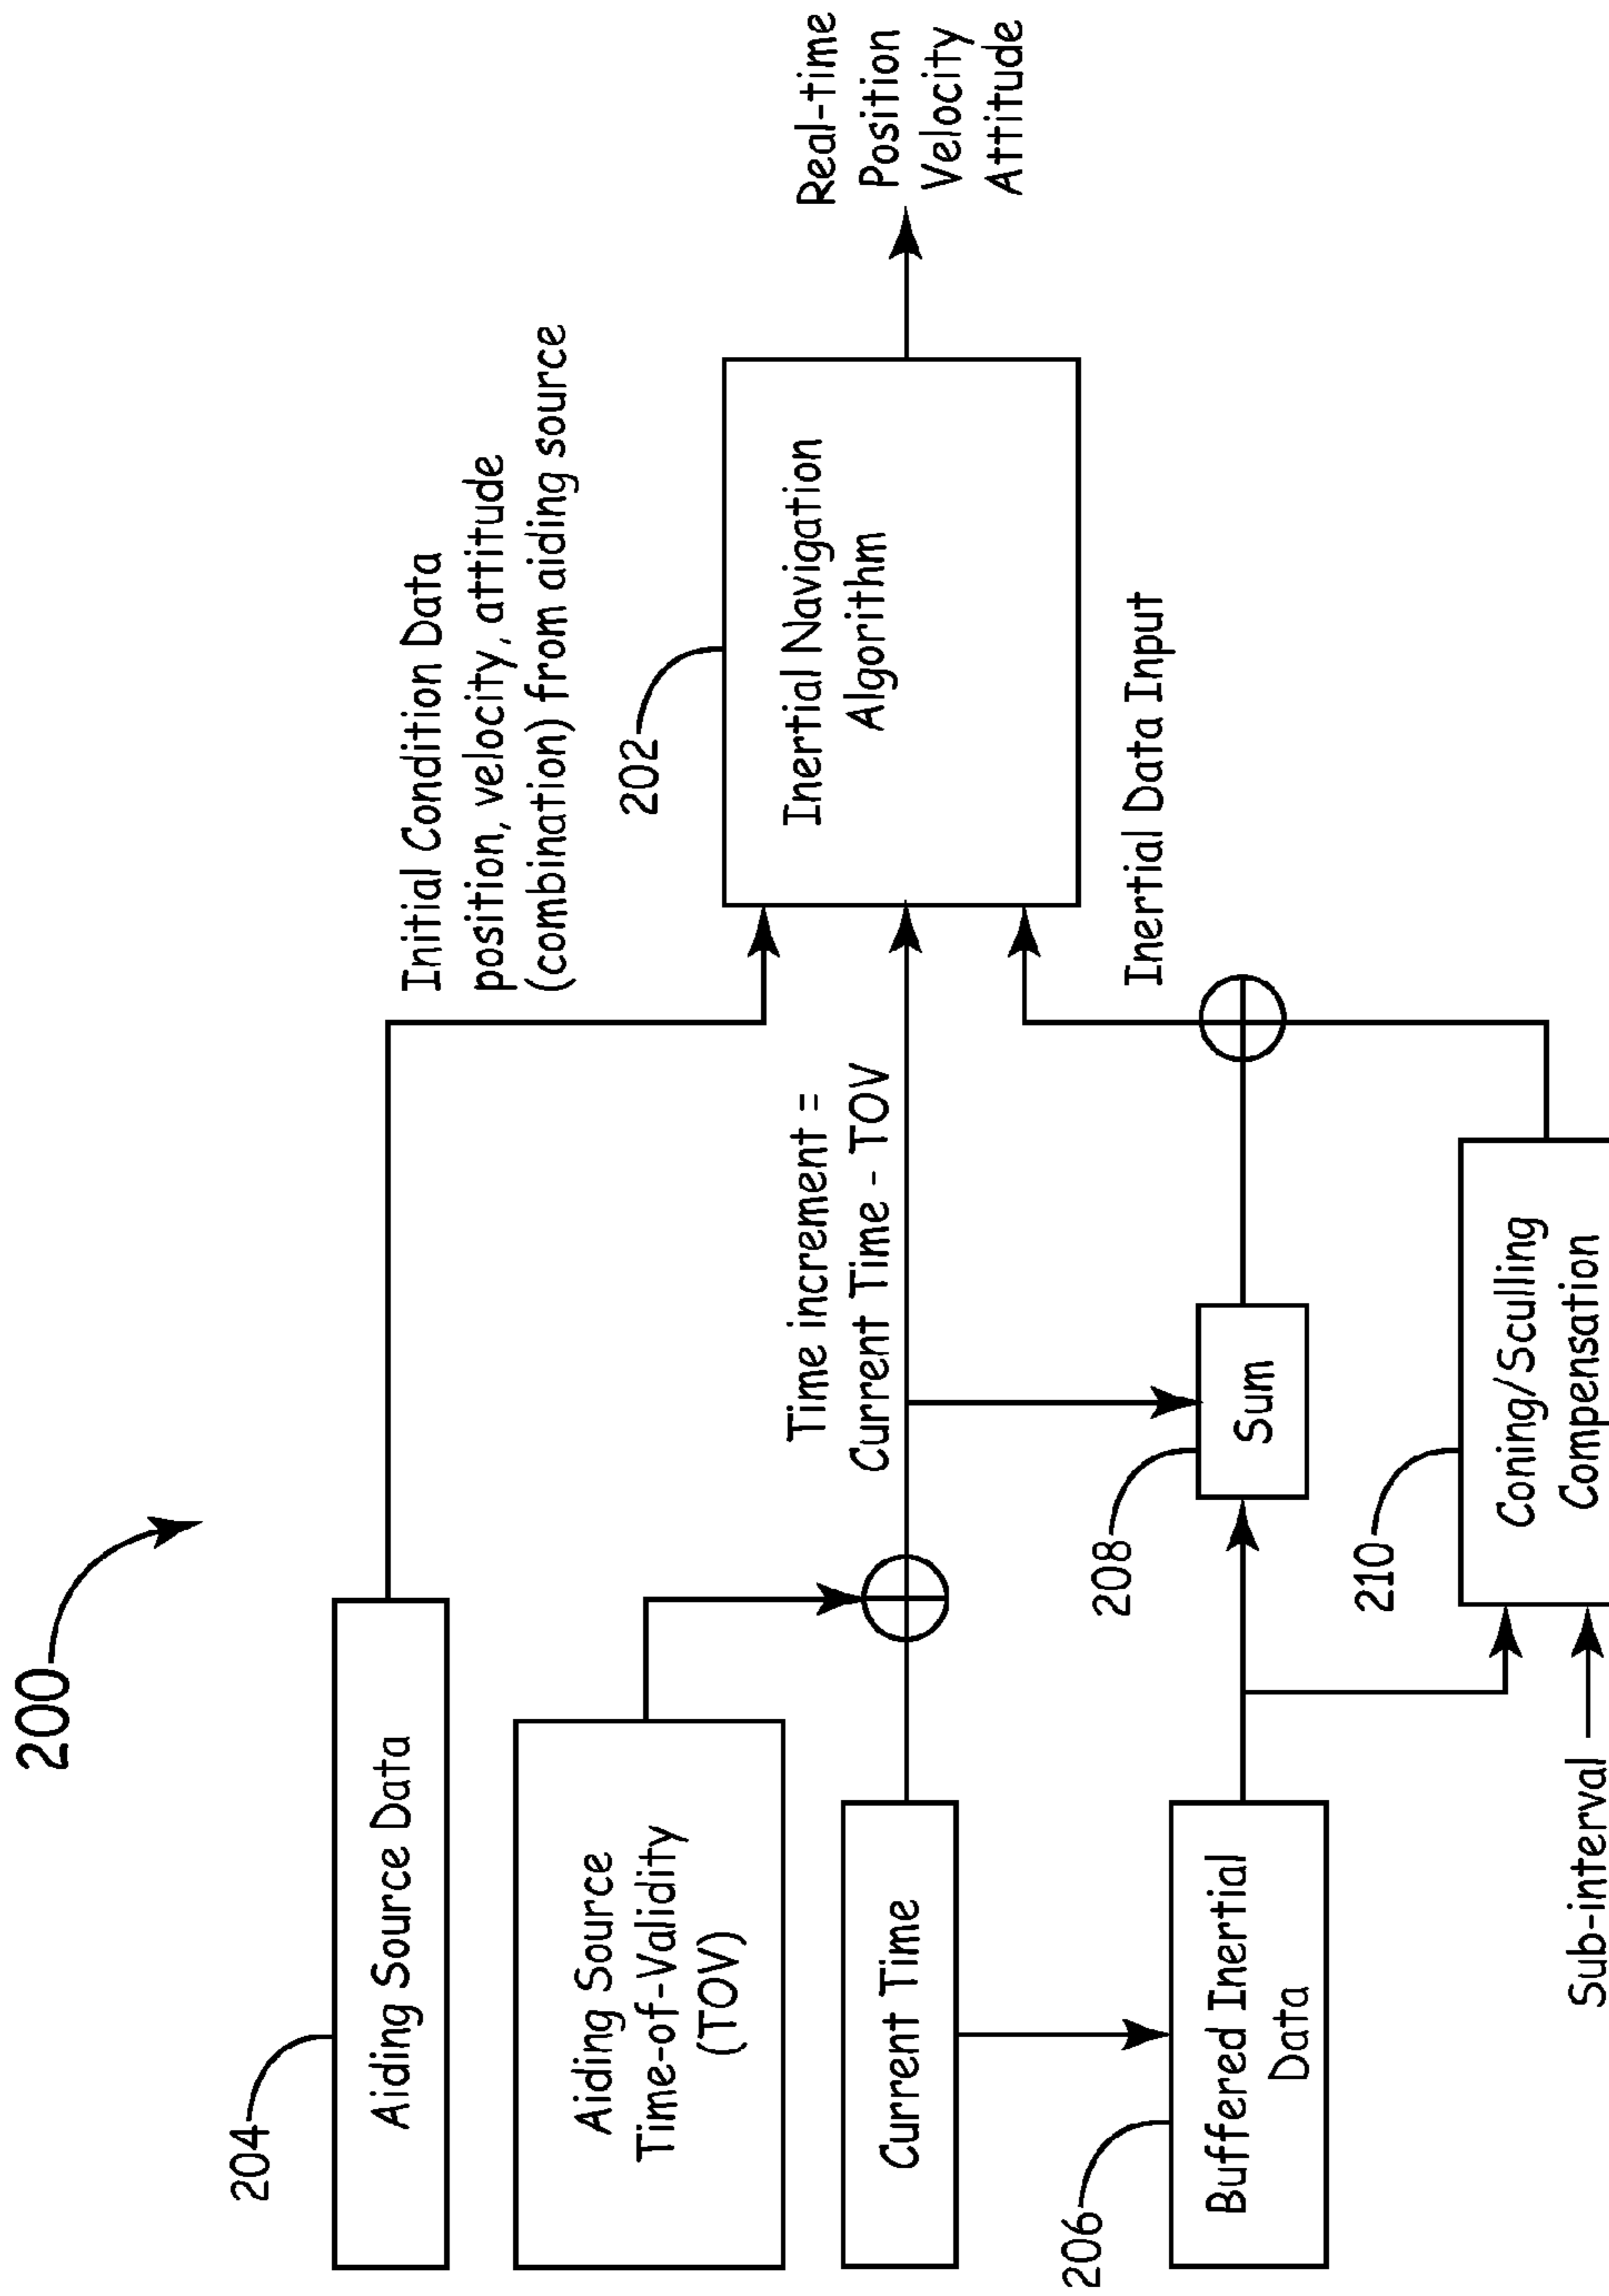 200
204
Aiding Source Data
Initial Condition Data
position, velocity, attitude
(combination) from aiding source
Aiding Source
Time-of-Validity
(TOV)
Time increment =
Current Time - TOV
202
Inertial Navigation
Algorithm
Real-time
Position
Velocity
Attitude
Current Time
206
Buffered Inertial
Data
208
Sum
Inertial Data Input
210
Coning/Sculling
Compensation
Sub-interval